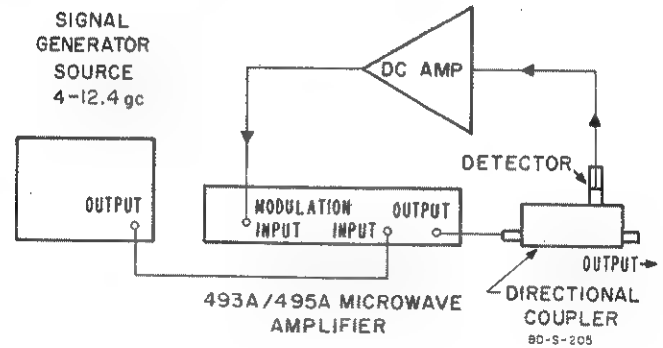 SIGNAL
GENERATOR
SOURCE
4-12.4 gc
OUTPUT
DC AMP
MODULATION
INPUT
INPUT
OUTPUT
DETECTOR
OUTPUT
493A/495A MICROWAVE
AMPLIFIER
DIRECTIONAL
COUPLER
BD-S-205